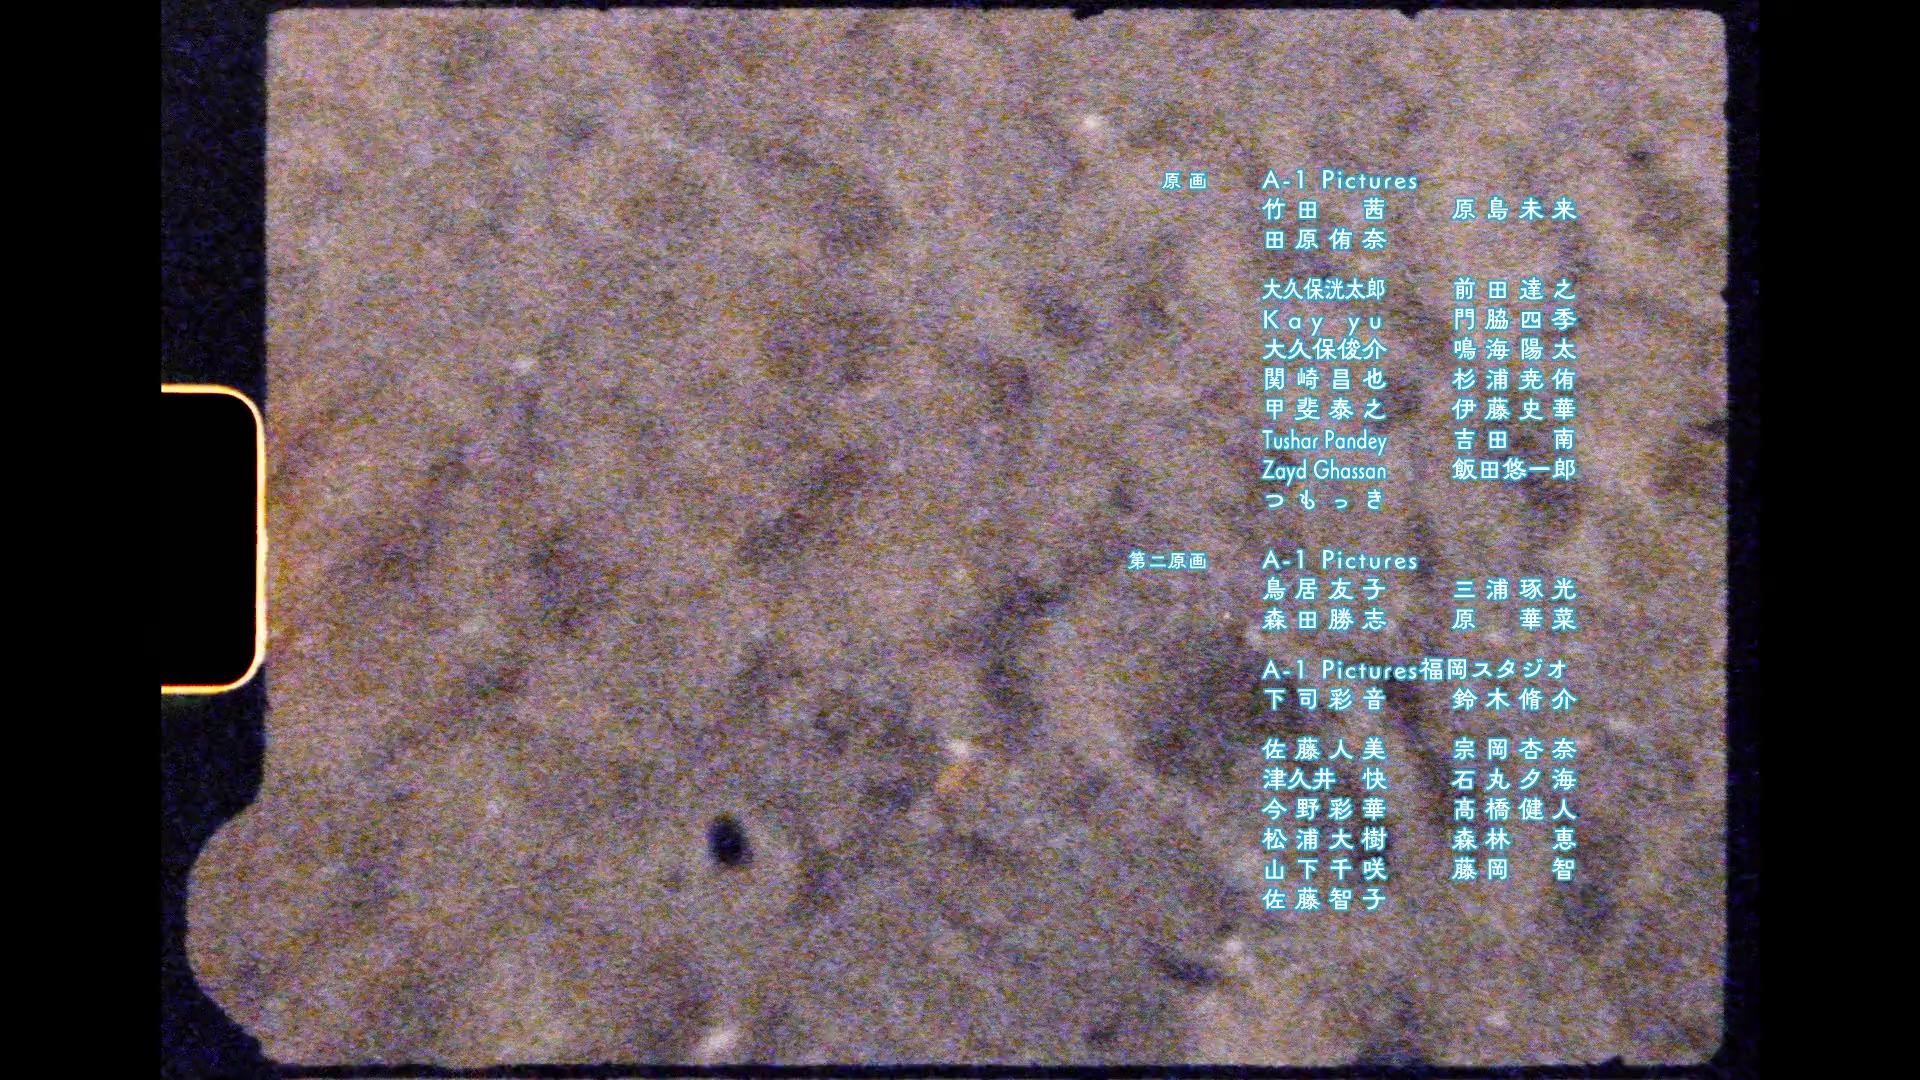 原画 A-1 Pictures
竹田 茜 原島未来
田原侑奈
大久保洸太郎 前田達之
Kay yu 門脇四季
大久保俊介 鳴海陽太
関崎昌也 杉浦尭侑
甲斐泰之 伊藤史華
Tushar Pandey 吉田 南
Zayd Ghassan 飯田悠一郎
つもっき
第二原画 A-1 Pictures
鳥居友子 三浦琢光
森田勝志 原 華菜
A-1 Pictures福岡スタジオ
下司彩音 鈴木脩介
佐藤人美 宗岡杏奈
津久井 快 石丸夕海
今野彩華 髙橋健人
松浦大樹 森林 恵
山下千咲 藤岡 智
佐藤智子